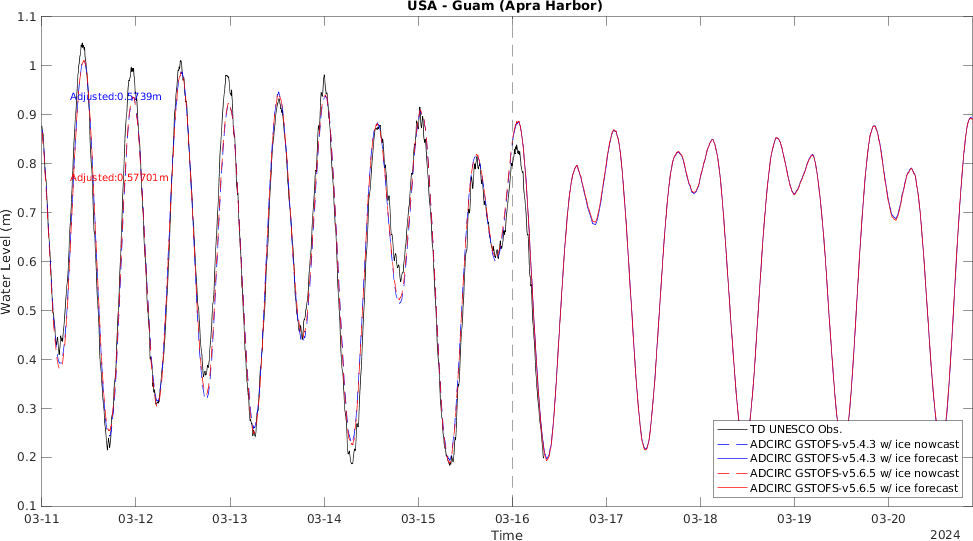 USA - Guam (Apra Harbor)
1.1
1
0.9
0.8
0.7
0.6
0.5
0.4
0.3
0.2
0.1
Water Level (m)
Adjusted:0.5739m
Adjusted:0.57701m
TD UNESCO Obs.
ADCIRC GSTOFS-v5.4.3 w/ ice nowcast
ADCIRC GSTOFS-v5.4.3 w/ ice forecast
ADCIRC GSTOFS-v5.6.5 w/ ice nowcast
ADCIRC GSTOFS-v5.6.5 w/ ice forecast
03-11 03-12 03-13 03-14 03-15 03-16 03-17 03-18 03-19 03-20
Time
2024